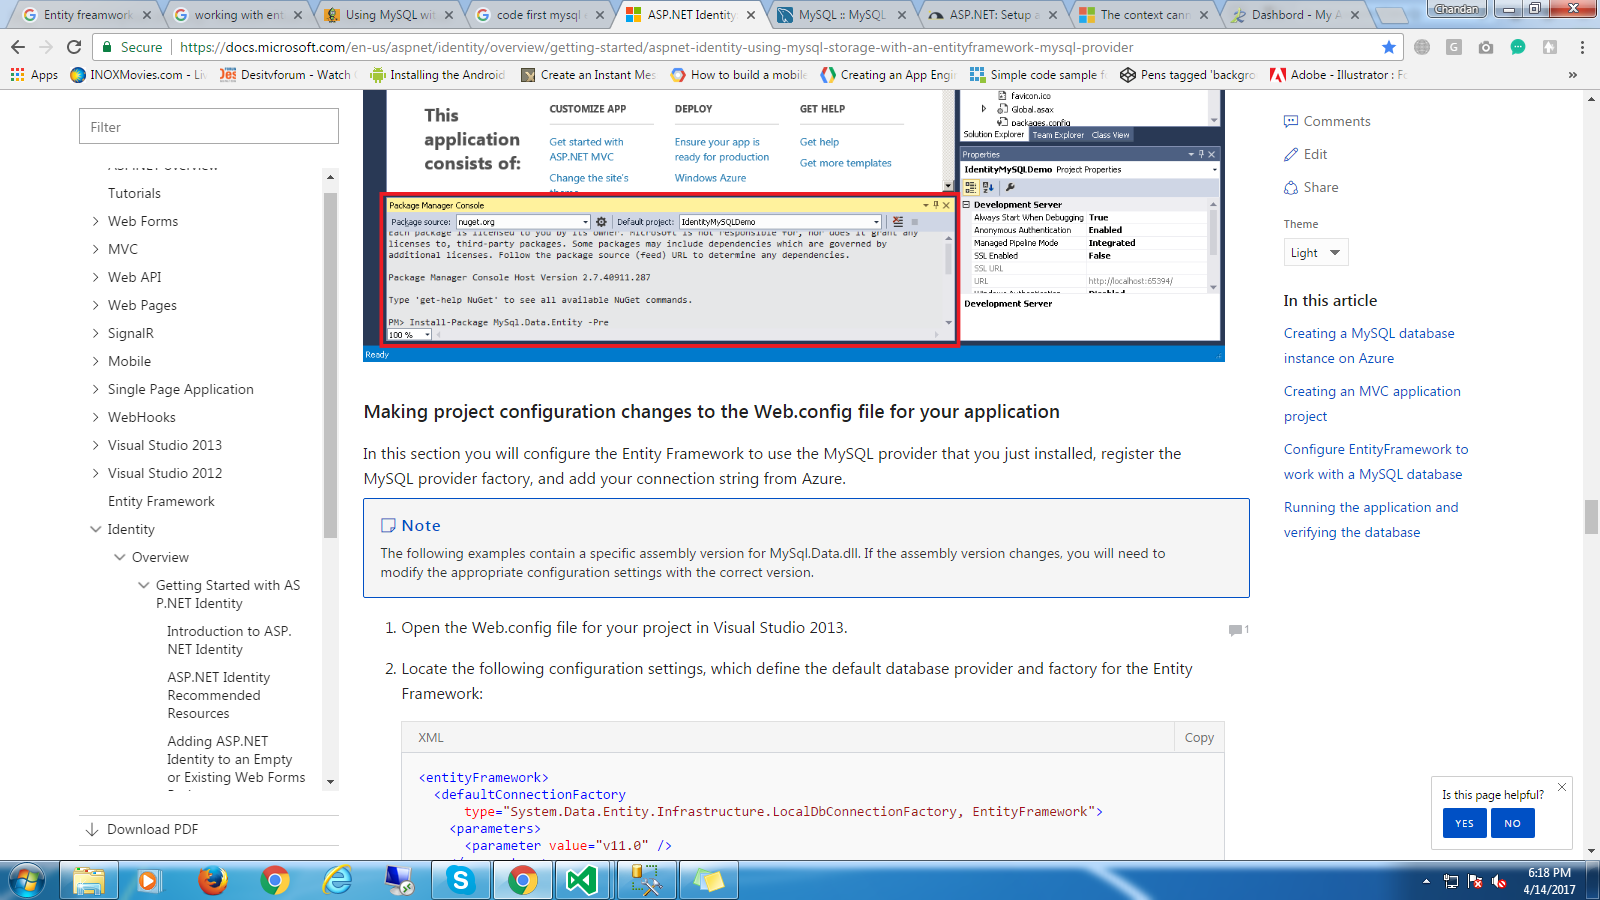 Entity framework
working with ent
Using MySQL wit
code first mysql
ASP.NET Identity
MySQL :: MySQL
ASP.NET: Setup a
The context cann
Dashbord - My A
Chandan
Secure
https://docs.microsoft.com/en-us/aspnet/identity/overview/getting-started/aspnet-identity-using-mysql-storage-with-an-entityframework-mysql-provider
Apps
INOXMovies.com - Liv
Desitvforum - Watch
Installing the Android
Create an Instant Mes
How to build a mobile
Creating an App Engi
Simple code sample f
Pens tagged 'backgro
Adobe - Illustrator : Fo
»
Filter
Tutorials
Web Forms
MVC
Web API
Web Pages
SignalR
Mobile
Single Page Application
WebHooks
Visual Studio 2013
Visual Studio 2012
Entity Framework
Identity
Overview
Getting Started with AS
P.NET Identity
Introduction to ASP.
NET Identity
ASP.NET Identity
Recommended
Resources
Adding ASP.NET
Identity to an Empty
or Existing Web Forms
Download PDF
This
application
consists of:
CUSTOMIZE APP
Get started with
ASP.NET MVC
Change the site's
DEPLOY
Ensure your app is
ready for production
Windows Azure
GET HELP
Get help
Get more templates
favicon.ico
Global.asax
packages.config
Solution Explorer Team Explorer Class View
Properties
IdentityMySQLDemo Project Properties
Development Server
Always Start When Debugging True
Anonymous Authentication Enabled
Managed Pipeline Mode Integrated
SSL Enabled False
SSL URL
URL http://localhost:65394/
Windows Authentication Disabled
Development Server
Package Manager Console
Package source: nuget.org Default project: IdentityMySQLDemo
Each package is licensed to you by its owner. Microsoft is not responsible for, nor does it grant any
licenses to, third-party packages. Some packages may include dependencies which are governed by
additional licenses. Follow the package source (feed) URL to determine any dependencies.
Package Manager Console Host Version 2.7.40911.287
Type 'get-help NuGet' to see all available NuGet commands.
PM> Install-Package MySql.Data.Entity -Pre
100 %
Ready
Making project configuration changes to the Web.config file for your application
In this section you will configure the Entity Framework to use the MySQL provider that you just installed, register the
MySQL provider factory, and add your connection string from Azure.
Note
The following examples contain a specific assembly version for MySql.Data.dll. If the assembly version changes, you will need to
modify the appropriate configuration settings with the correct version.
1. Open the Web.config file for your project in Visual Studio 2013.
1
2. Locate the following configuration settings, which define the default database provider and factory for the Entity
Framework:
XML
Copy
<entityFramework>
<defaultConnectionFactory
type="System.Data.Entity.Infrastructure.LocalDbConnectionFactory, EntityFramework">
<parameters>
<parameter value="v11.0" />
Comments
Edit
Share
Theme
Light
In this article
Creating a MySQL database
instance on Azure
Creating an MVC application
project
Configure EntityFramework to
work with a MySQL database
Running the application and
verifying the database
Is this page helpful?
YES
NO
6:18 PM
4/14/2017